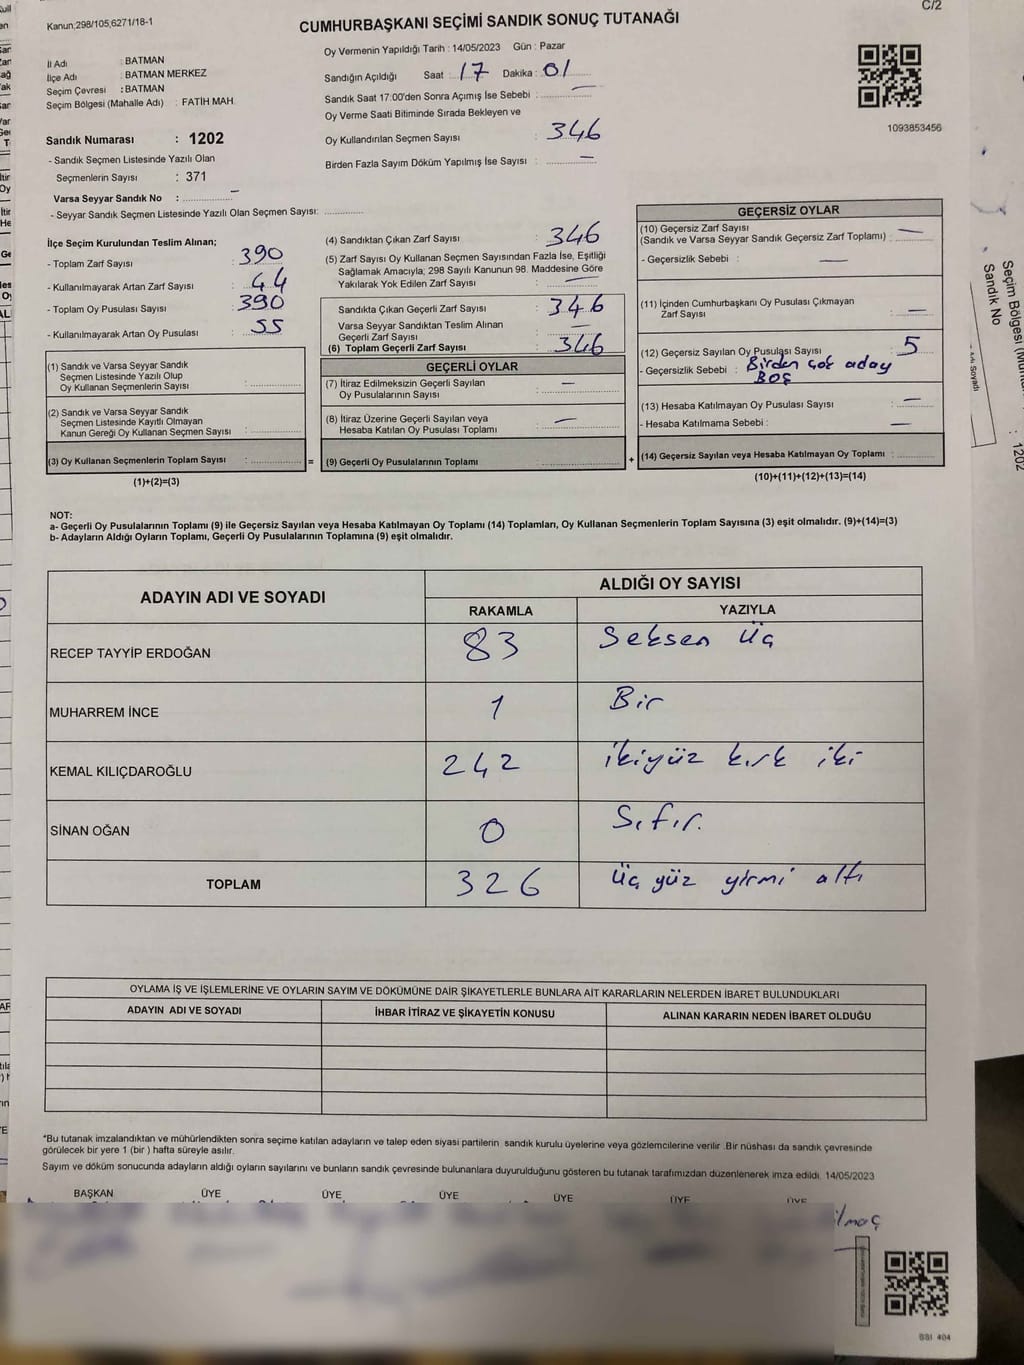 C/2
Kanun:298/105,6271/18-1
CUMHURBAŞKANI SEÇİMİ SANDIK SONUÇ TUTANAĞI
İl Adı : BATMAN
İlçe Adı : BATMAN MERKEZ
Seçim Çevresi : BATMAN
Seçim Bölgesi (Mahalle Adı) : FATİH MAH.
Oy Vermenin Yapıldığı Tarih : 14/05/2023 Gün : Pazar
Sandığın Açıldığı Saat : 17 Dakika : 01
Sandık Saat 17:00'den Sonra Açımış İse Sebebi : —
Oy Verme Saati Bitiminde Sırada Bekleyen ve
Oy Kullandırılan Seçmen Sayısı : 346
Birden Fazla Sayım Döküm Yapılmış İse Sayısı : —
1093853456
Sandık Numarası : 1202
- Sandık Seçmen Listesinde Yazılı Olan
Seçmenlerin Sayısı : 371
Varsa Seyyar Sandık No : —
- Seyyar Sandık Seçmen Listesinde Yazılı Olan Seçmen Sayısı:
İlçe Seçim Kurulundan Teslim Alınan;
- Toplam Zarf Sayısı : 390
- Kullanılmayarak Artan Zarf Sayısı : 44
- Toplam Oy Pusulası Sayısı : 390
- Kullanılmayarak Artan Oy Pusulası : 55
(1) Sandık ve Varsa Seyyar Sandık
Seçmen Listesinde Yazılı Olup
Oy Kullanan Seçmenlerin Sayısı :
(2) Sandık ve Varsa Seyyar Sandık
Seçmen Listesinde Kayıtlı Olmayan
Kanun Gereği Oy Kullanan Seçmen Sayısı :
(3) Oy Kullanan Seçmenlerin Toplam Sayısı : =
(1)+(2)=(3)
(4) Sandıktan Çıkan Zarf Sayısı : 346
(5) Zarf Sayısı Oy Kullanan Seçmen Sayısından Fazla İse, Eşitliği
Sağlamak Amacıyla; 298 Sayılı Kanunun 98. Maddesine Göre
Yakılarak Yok Edilen Zarf Sayısı : —
Sandıkta Çıkan Geçerli Zarf Sayısı : 346
Varsa Seyyar Sandıktan Teslim Alınan
Geçerli Zarf Sayısı : —
(6) Toplam Geçerli Zarf Sayısı : 346
GEÇERLİ OYLAR
(7) İtiraz Edilmeksizin Geçerli Sayılan
Oy Pusulalarının Sayısı : —
(8) İtiraz Üzerine Geçerli Sayılan veya
Hesaba Katılan Oy Pusulası Toplamı : —
(9) Geçerli Oy Pusulalarının Toplamı : +
GEÇERSİZ OYLAR
(10) Geçersiz Zarf Sayısı
(Sandık ve Varsa Seyyar Sandık Geçersiz Zarf Toplamı) : —
- Geçersizlik Sebebi : —
(11) İçinden Cumhurbaşkanı Oy Pusulası Çıkmayan
Zarf Sayısı : —
(12) Geçersiz Sayılan Oy Pusulası Sayısı : 5
- Geçersizlik Sebebi : Birden çok aday
BOŞ
(13) Hesaba Katılmayan Oy Pusulası Sayısı : —
- Hesaba Katılmama Sebebi : —
(14) Geçersiz Sayılan veya Hesaba Katılmayan Oy Toplamı :
(10)+(11)+(12)+(13)=(14)
NOT:
a- Geçerli Oy Pusulalarının Toplamı (9) ile Geçersiz Sayılan veya Hesaba Katılmayan Oy Toplamı (14) Toplamları, Oy Kullanan Seçmenlerin Toplam Sayısına (3) eşit olmalıdır. (9)+(14)=(3)
b- Adayların Aldığı Oyların Toplamı, Geçerli Oy Pusulalarının Toplamına (9) eşit olmalıdır.
ADAYIN ADI VE SOYADI ALDIĞI OY SAYISI
RAKAMLA YAZIYLA
RECEP TAYYİP ERDOĞAN 83 Seksen üç
MUHARREM İNCE 1 Bir
KEMAL KILIÇDAROĞLU 242 ikiyüz kırk iki
SİNAN OĞAN 0 Sıfır.
TOPLAM 326 üç yüz yirmi altı
OYLAMA İŞ VE İŞLEMLERİNE VE OYLARIN SAYIM VE DÖKÜMÜNE DAİR ŞİKAYETLERLE BUNLARA AİT KARARLARIN NELERDEN İBARET BULUNDUKLARI
ADAYIN ADI VE SOYADI İHBAR İTİRAZ VE ŞİKAYETİN KONUSU ALINAN KARARIN NEDEN İBARET OLDUĞU
*Bu tutanak imzalandıktan ve mühürlendikten sonra seçime katılan adayların ve talep eden siyasi partilerin sandık kurulu üyelerine veya gözlemcilerine verilir .Bir nüshası da sandık çevresinde
görülecek bir yere 1 (bir ) hafta süreyle asılır.
Sayım ve döküm sonucunda adayların aldığı oyların sayılarını ve bunların sandık çevresinde bulunanlara duyurulduğunu gösteren bu tutanak tarafımızdan düzenlenerek imza edildi. 14/05/2023
BAŞKAN ÜYE ÜYE ÜYE ÜYE ÜYE ÜYE
Sandık No : 1202